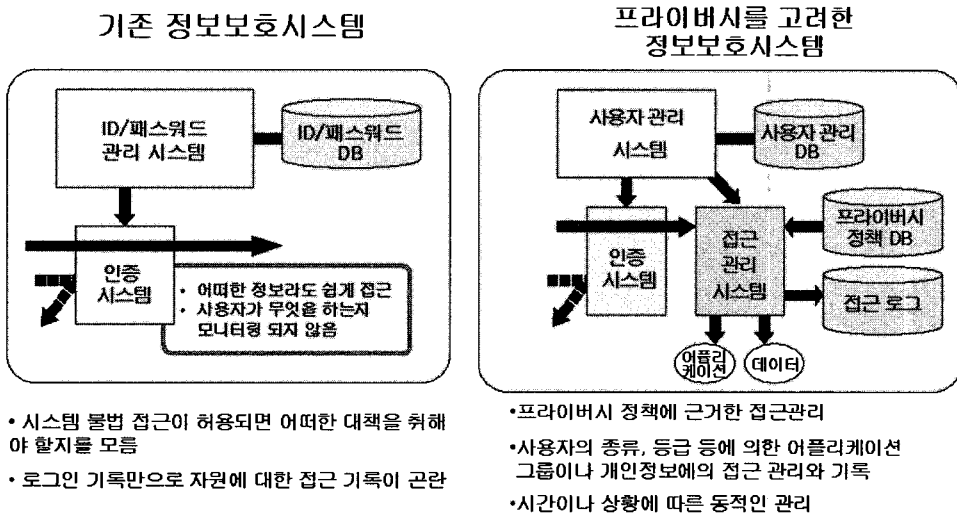 기존 정보보호시스템
ID/패스워드
관리 시스템
ID/패스워드
DB
인증
시스템
• 어떠한 정보라도 쉽게 접근
• 사용자가 무엇을 하는지
모니터링 되지 않음
• 시스템 불법 접근이 허용되면 어떠한 대책을 취해
야 할지를 모름
• 로그인 기록만으로 자원에 대한 접근 기록이 곤란
프라이버시를 고려한
정보보호시스템
사용자 관리
시스템
사용자 관리
DB
인증
시스템
접근
관리
시스템
프라이버시
정책 DB
접근 로그
어플리
케이션
데이터
•프라이버시 정책에 근거한 접근관리
•사용자의 종류, 등급 등에 의한 어플리케이션
그룹이나 개인정보에의 접근 관리와 기록
•시간이나 상황에 따른 동적인 관리